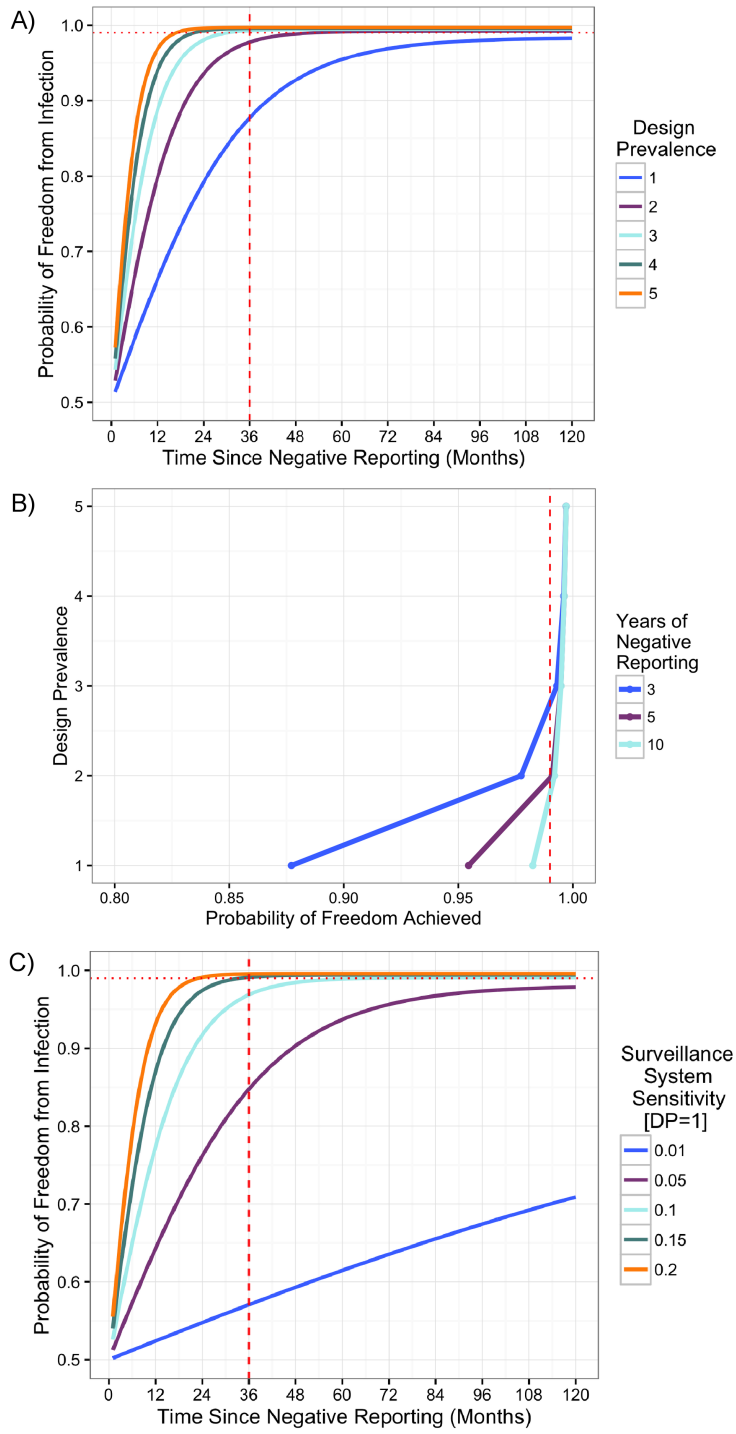 A)
Probability of Freedom from Infection
1.0
0.9
0.8
0.7
0.6
0.5
0 12 24 36 48 60 72 84 96 108 120
Time Since Negative Reporting (Months)
Design
Prevalence
1
2
3
4
5
B)
Design Prevalence
5
4
3
2
1
0.80 0.85 0.90 0.95 1.00
Probability of Freedom Achieved
Years of
Negative
Reporting
3
5
10
C)
Probability of Freedom from Infection
1.0
0.9
0.8
0.7
0.6
0.5
0 12 24 36 48 60 72 84 96 108 120
Time Since Negative Reporting (Months)
Surveillance
System
Sensitivity
[DP=1]
0.01
0.05
0.1
0.15
0.2